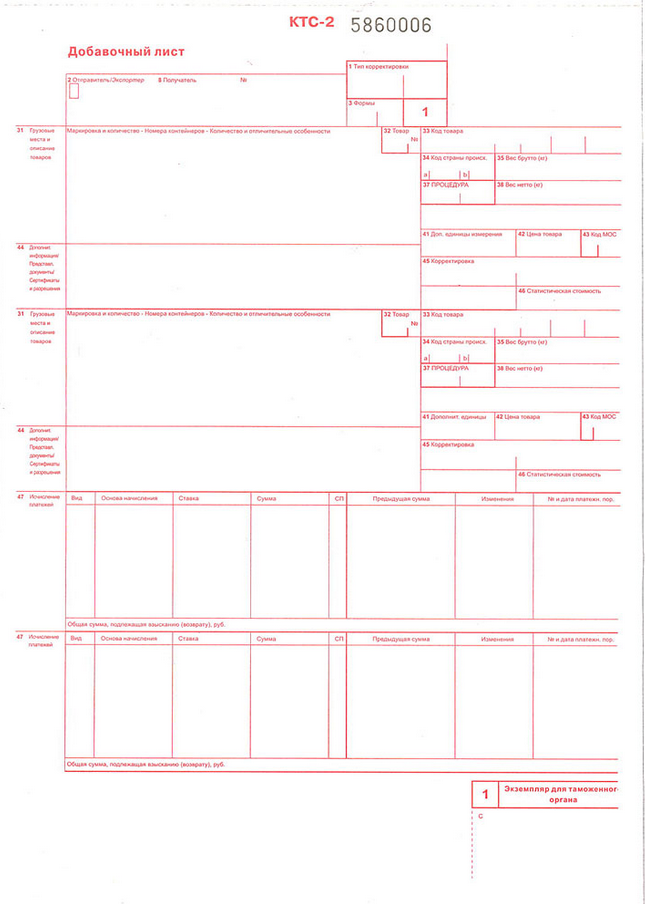 КТС-2 5860006
Добавочный лист
1 Тип корректировки
2 Отправитель/Экспортер 8 Получатель №
3 Формы
1
31 Грузовые места и описание товаров
Маркировка и количество - Номера контейнеров - Количество и отличительные особенности
32 Товар №
33 Код товара
34 Код страны происх.
a b
35 Вес брутто (кг)
37 ПРОЦЕДУРА
38 Вес нетто (кг)
41 Доп. единицы измерения
42 Цена товара
43 Код МОС
44 Дополнит. информация/ Представл. документы/ Сертификаты и разрешения
45 Корректировка
46 Статистическая стоимость
31 Грузовые места и описание товаров
Маркировка и количество - Номера контейнеров - Количество и отличительные особенности
32 Товар №
33 Код товара
34 Код страны происх.
a b
35 Вес брутто (кг)
37 ПРОЦЕДУРА
38 Вес нетто (кг)
41 Дополнит. единицы
42 Цена товара
43 Код МОС
44 Дополнит. информация/ Представл. документы/ Сертификаты и разрешения
45 Корректировка
46 Статистическая стоимость
47 Исчисление платежей
Вид Основа начисления Ставка Сумма СП Предыдущая сумма Изменения № и дата платежн. пор.
Общая сумма, подлежащая взысканию (возврату), руб.
47 Исчисление платежей
Вид Основа начисления Ставка Сумма СП Предыдущая сумма Изменения № и дата платежн. пор.
Общая сумма, подлежащая взысканию (возврату), руб.
1 Экземпляр для таможенного
органа
С